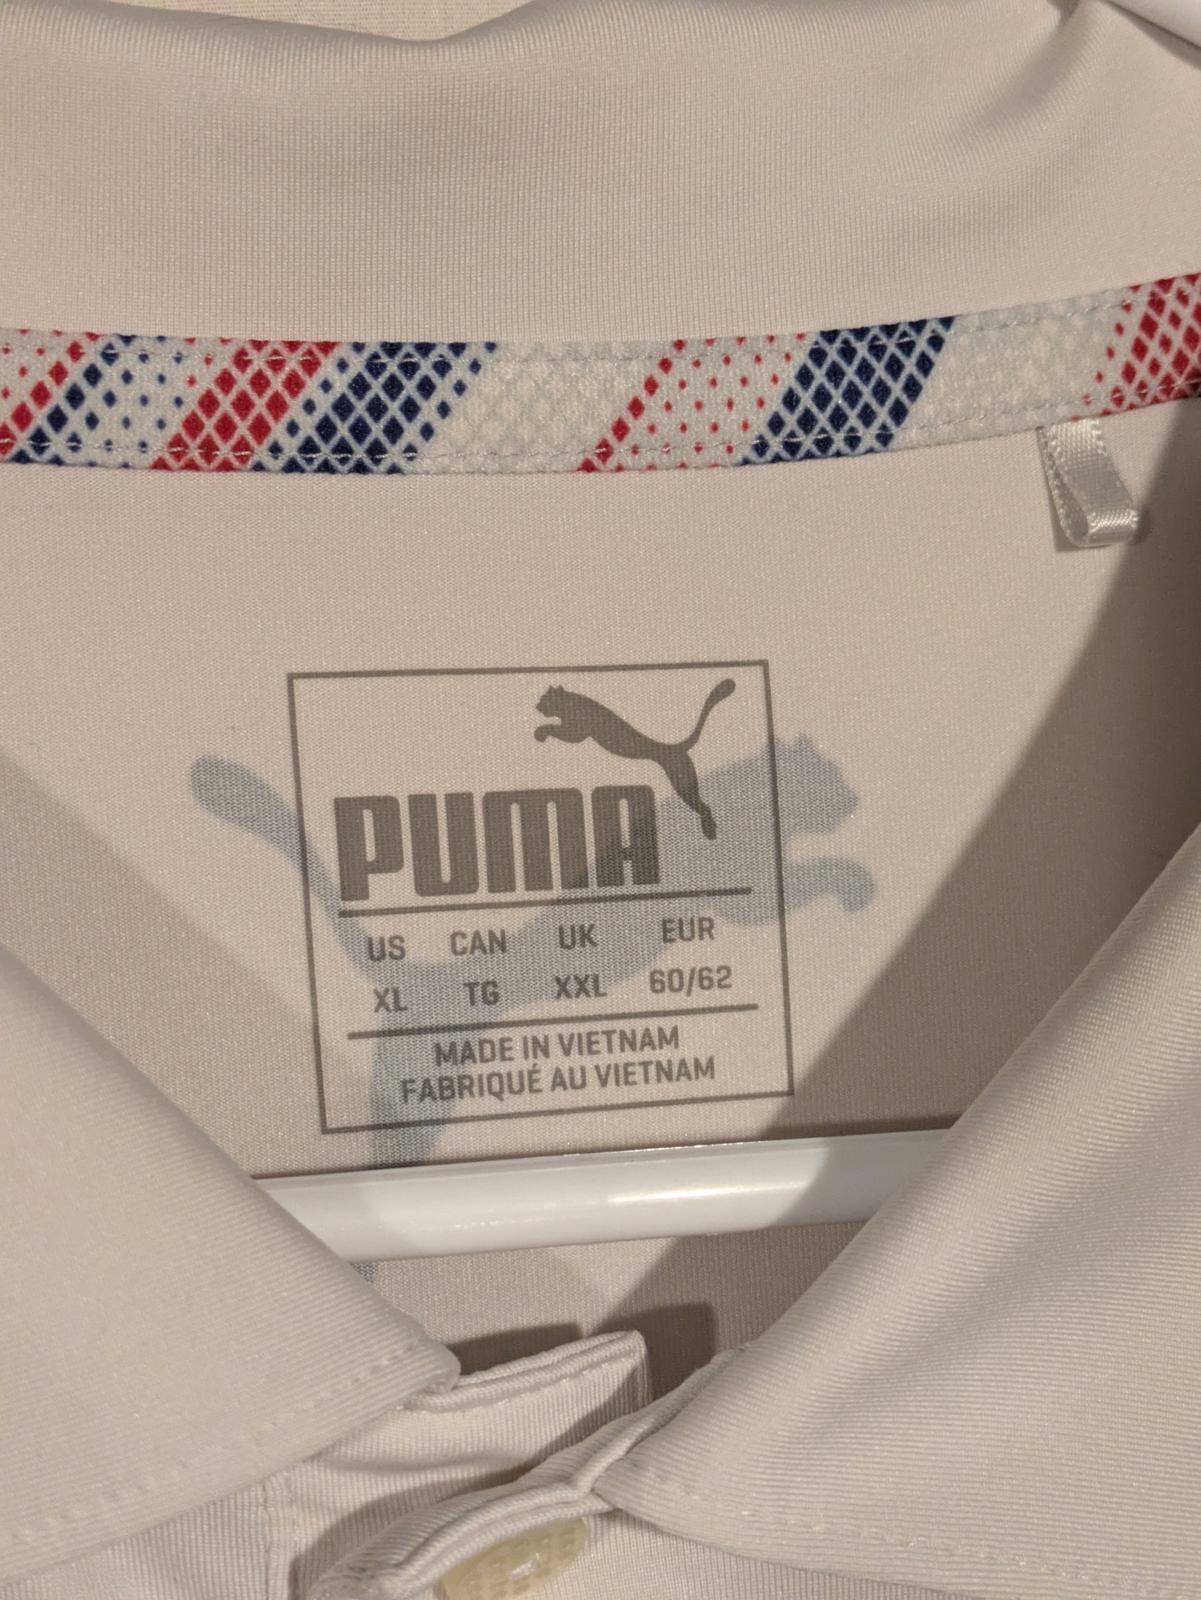 PUMA
US CAN UK EUR
XL TG XXL 60/62
MADE IN VIETNAM
FABRIQUÉ AU VIETNAM